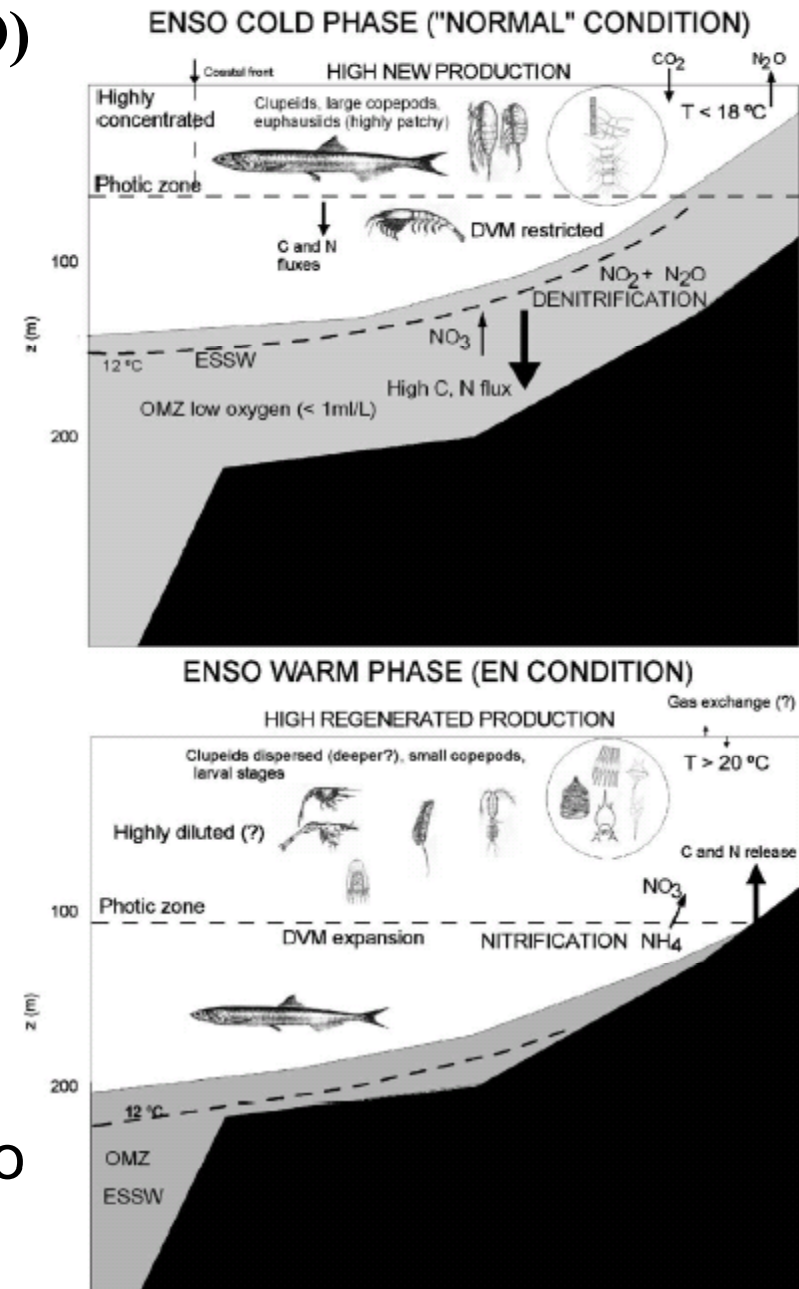 )
ENSO COLD PHASE ("NORMAL" CONDITION)
Coastal front
HIGH NEW PRODUCTION
CO2
N2O
Highly
concentrated
Clupeids, large copepods,
euphausiids (highly patchy)
T < 18 ºC
Photic zone
C and N
fluxes
DVM restricted
100
NO2 + N2O
DENITRIFICATION
z (m)
NO3
12 ºC
ESSW
High C, N flux
OMZ low oxygen (< 1ml/L)
200
ENSO WARM PHASE (EN CONDITION)
Gas exchange (?)
HIGH REGENERATED PRODUCTION
Clupeids dispersed (deeper?), small copepods,
larval stages
T > 20 ºC
Highly diluted (?)
C and N release
NO3
100
Photic zone
DVM expansion
NITRIFICATION NH4
z (m)
200
12 ºC
OMZ
ESSW
o